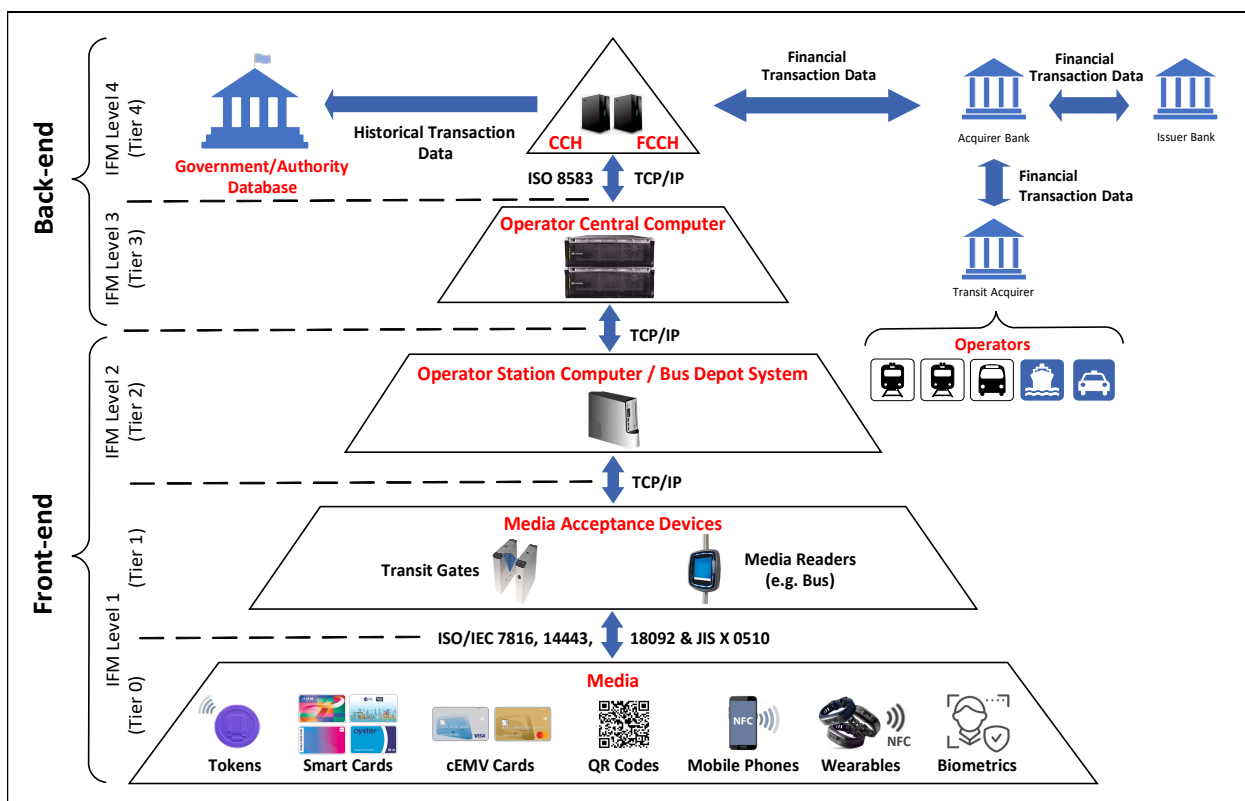 Back-end
Front-end
IFM Level 4
(Tier 4)
IFM Level 3
(Tier 3)
IFM Level 2
(Tier 2)
IFM Level 1
(Tier 1)
(Tier 0)
Government/Authority
Database
Historical Transaction
Data
CCH
FCCH
Financial
Transaction Data
Acquirer Bank
Financial
Transaction Data
Issuer Bank
Financial
Transaction Data
Transit Acquirer
Operators
ISO 8583
TCP/IP
Operator Central Computer
TCP/IP
Operator Station Computer / Bus Depot System
TCP/IP
Media Acceptance Devices
Transit Gates
Media Readers
(e.g. Bus)
ISO/IEC 7816, 14443,
18092 & JIS X 0510
Media
oyster
VISA
NFC
NFC
Tokens
Smart Cards
cEMV Cards
QR Codes
Mobile Phones
Wearables
Biometrics